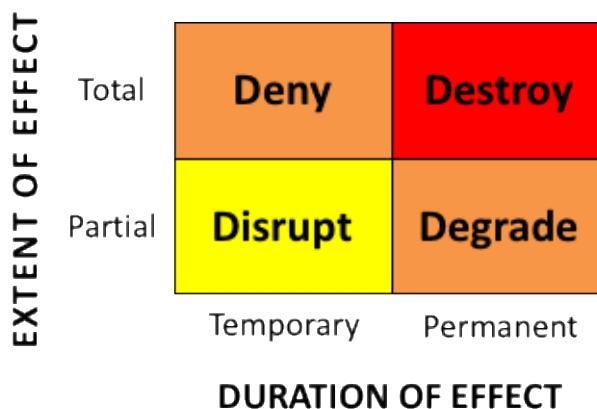 EXTENT OF EFFECT
Total
Deny
Destroy
Partial
Disrupt
Degrade
Temporary
Permanent
DURATION OF EFFECT